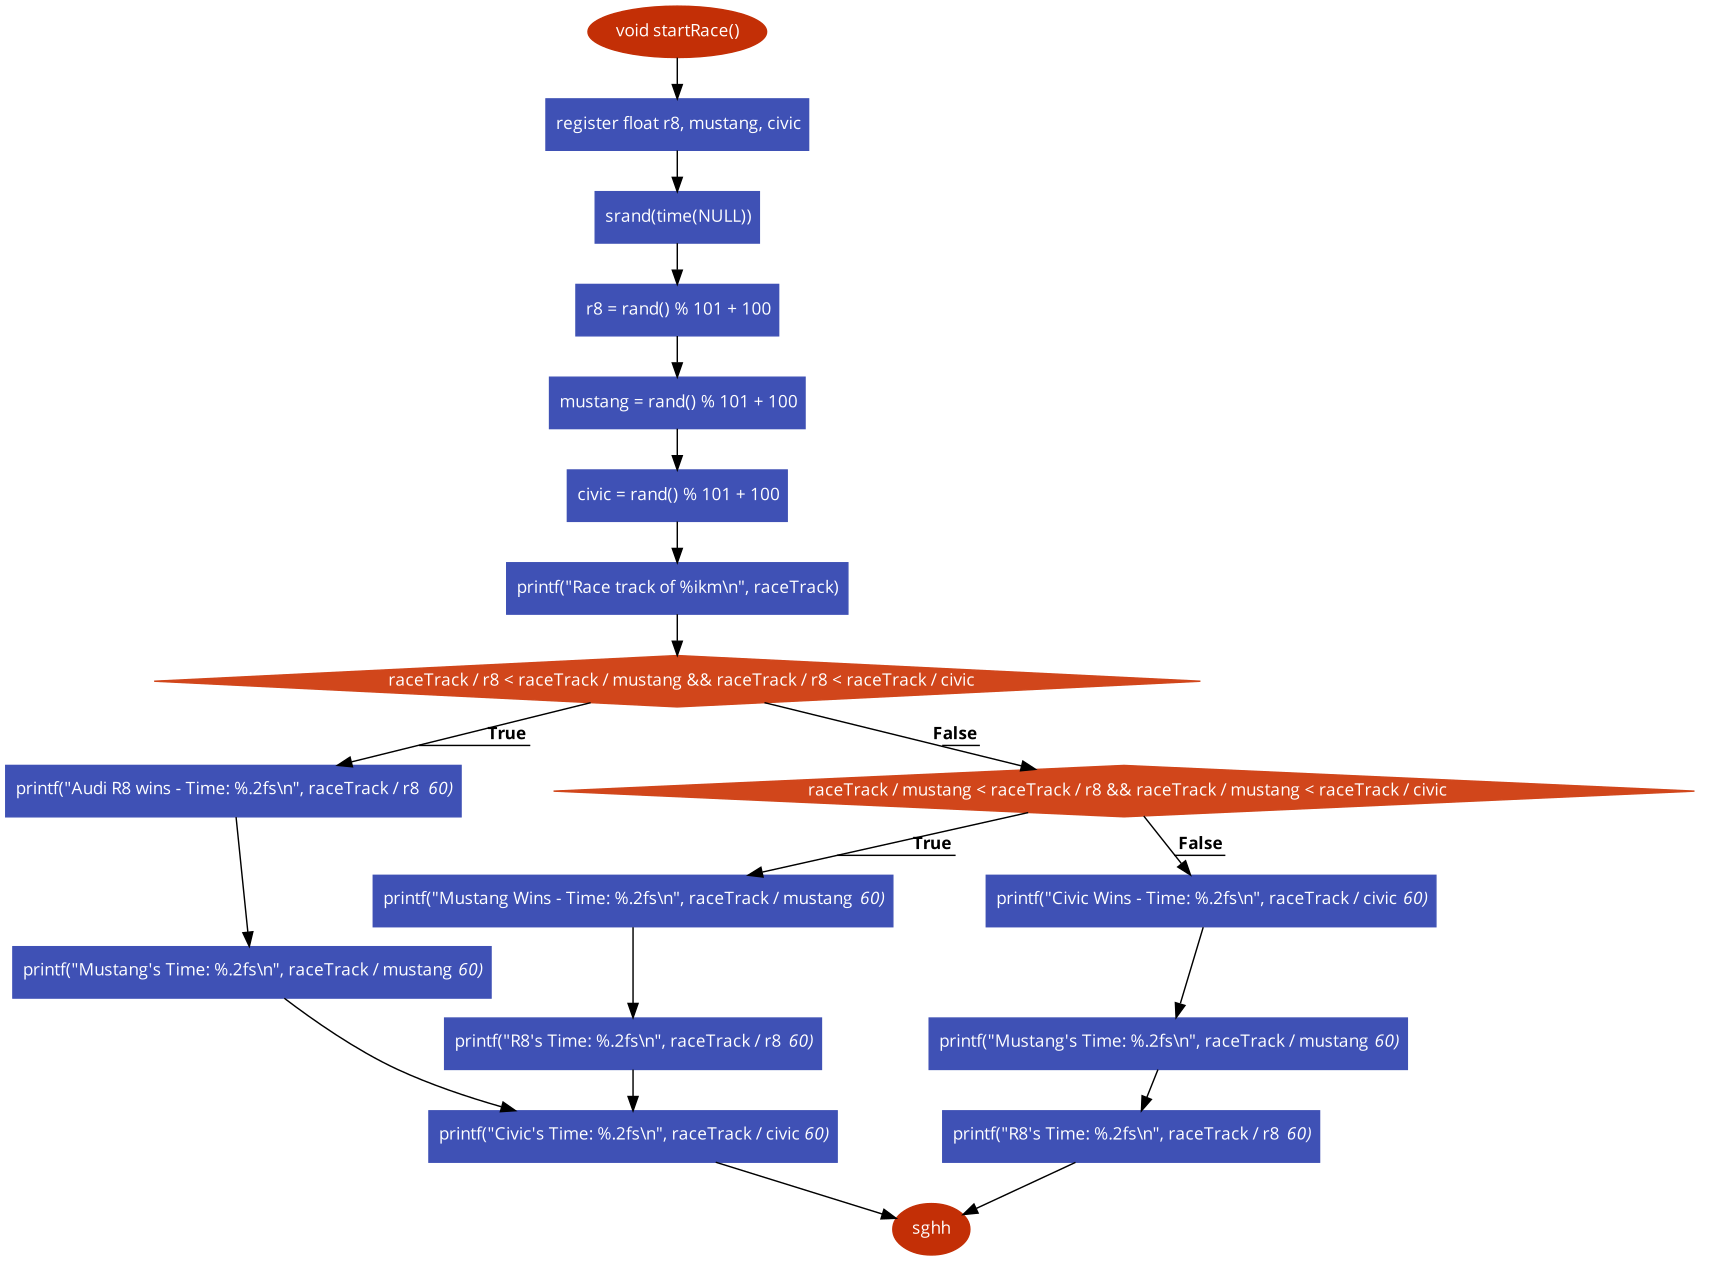 void startRace()
register float r8, mustang, civic
srand(time(NULL))
r8 = rand() % 101 + 100
mustang = rand() % 101 + 100
civic = rand() % 101 + 100
printf("Race track of %ikm\n", raceTrack)
raceTrack / r8 < raceTrack / mustang && raceTrack / r8 < raceTrack / civic
True
False
printf("Audi R8 wins - Time: %.2fs\n", raceTrack / r8 60)
raceTrack / mustang < raceTrack / r8 && raceTrack / mustang < raceTrack / civic
True
False
printf("Mustang Wins - Time: %.2fs\n", raceTrack / mustang 60)
printf("Civic Wins - Time: %.2fs\n", raceTrack / civic 60)
printf("Mustang's Time: %.2fs\n", raceTrack / mustang 60)
printf("R8's Time: %.2fs\n", raceTrack / r8 60)
printf("Mustang's Time: %.2fs\n", raceTrack / mustang 60)
printf("Civic's Time: %.2fs\n", raceTrack / civic 60)
printf("R8's Time: %.2fs\n", raceTrack / r8 60)
sghh